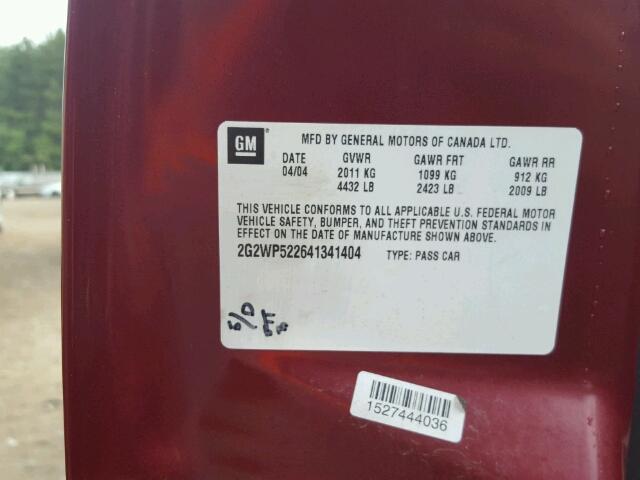 GM
MFD BY GENERAL MOTORS OF CANADA LTD.
DATE GVWR GAWR FRT GAWR RR
04/04 2011 KG 1099 KG 912 KG
4432 LB 2423 LB 2009 LB
THIS VEHICLE CONFORMS TO ALL APPLICABLE U.S. FEDERAL MOTOR
VEHICLE SAFETY, BUMPER, AND THEFT PREVENTION STANDARDS IN
EFFECT ON THE DATE OF MANUFACTURE SHOWN ABOVE.
2G2WP522641341404 TYPE: PASS CAR
1527444036